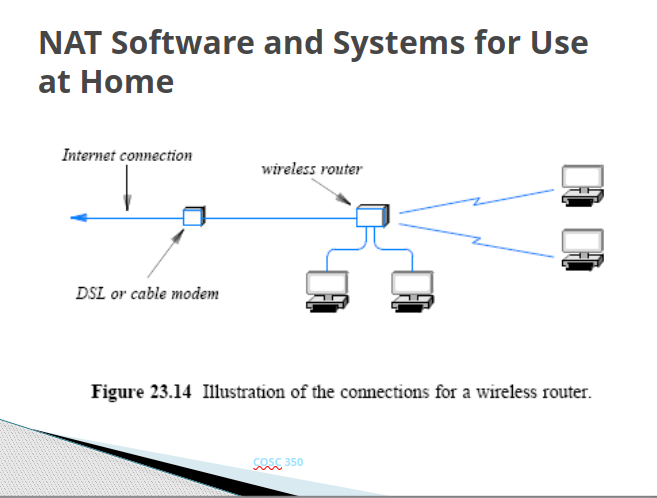 NAT Software and Systems for Use
at Home
Internet connection
wireless router
DSL or cable modem
Figure 23.14 Illustration of the connections for a wireless router.
COSC 350